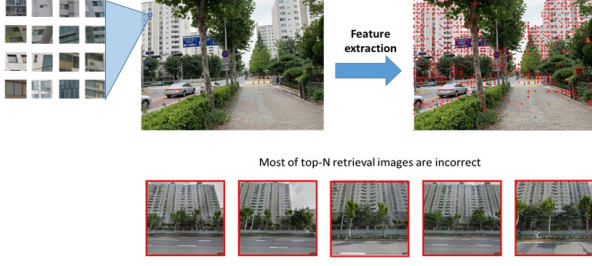 Feature
extraction
Most of top-N retrieval images are incorrect